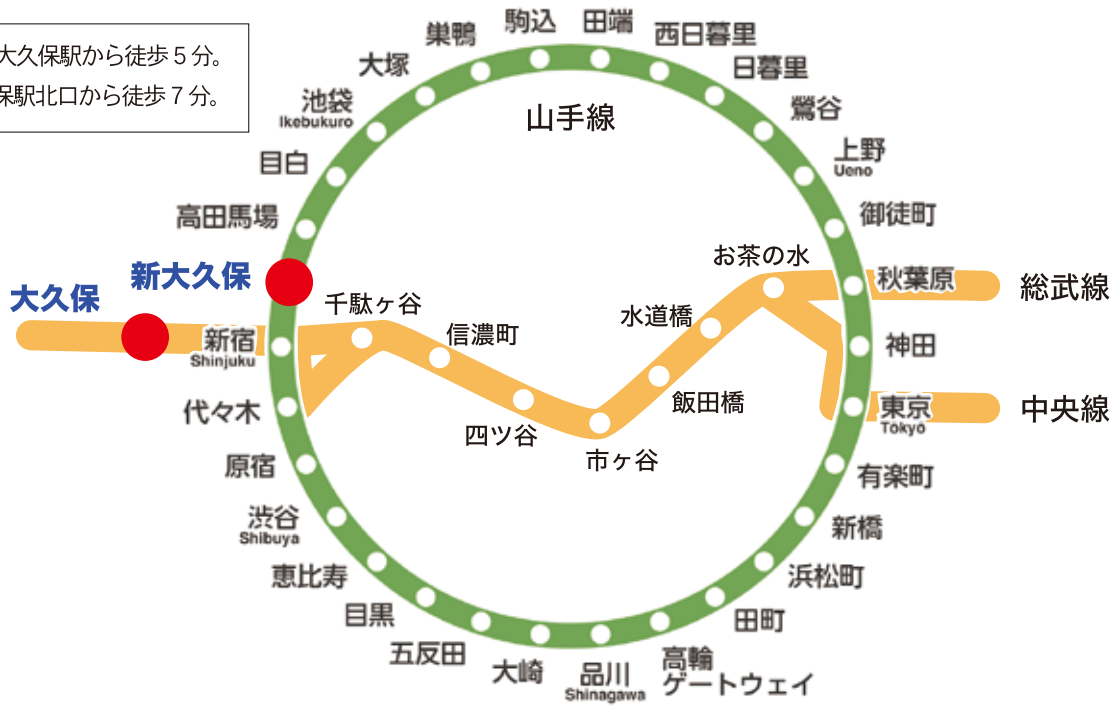 大久保駅から徒歩5分。
保駅北口から徒歩7分。
駒込
田端
巣鴨
西日暮里
大塚
日暮里
池袋
Ikebukuro
鶯谷
山手線
目白
上野
Ueno
高田馬場
御徒町
新大久保
お茶の水
秋葉原
総武線
大久保
千駄ヶ谷
水道橋
信濃町
新宿
Shinjuku
神田
代々木
四ツ谷
飯田橋
東京
Tōkyō
中央線
市ヶ谷
原宿
有楽町
渋谷
Shibuya
新橋
恵比寿
浜松町
目黒
田町
五反田
大崎
品川
Shinagawa
高輪
ゲートウェイ